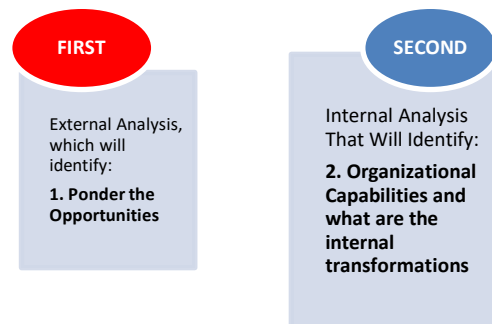 FIRST
External Analysis,
which will
identify:
1. Ponder the
Opportunities
SECOND
Internal Analysis
That Will Identify:
2. Organizational
Capabilities and
what are the
internal
transformations